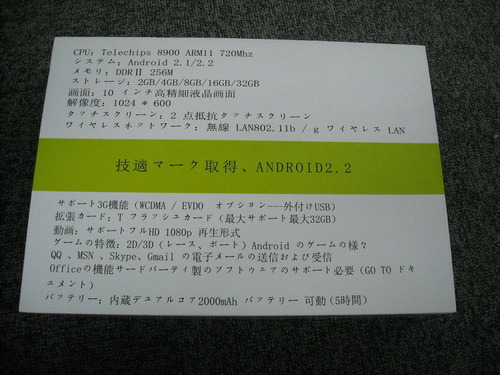 CPU: Telechips 8900 ARM11 720Mhz
システム: Android 2.1/2.2
メモリ: DDRⅡ 256M
ストレージ: 2GB/4GB/8GB/16GB/32GB
画面: 10 インチ高精細液晶画面
解像度: 1024 * 600
タッチスクリーン: 2 点抵抗タッチスクリーン
ワイヤレスネットワーク: 無線 LAN802.11b / g ワイヤレス LAN
技適マーク取得、ANDROID2.2
サポート3G機能 (WCDMA / EVDO オプション---外付けUSB)
拡張カード: T フラッシュカード (最大サポート最大32GB)
動画: サポートフルHD 1080p 再生形式
ゲームの特徴: 2D/3D (レース、ボート) Android のゲームの様々
QQ 、MSN 、Skype、Gmail の電子メールの送信および受信
Officeの機能サードパーティ製のソフトウェアのサポート必要 (GO TO ドキ
ュメント)
バッテリー: 内蔵デュアルコア2000mAh バッテリー 可動 (5時間)